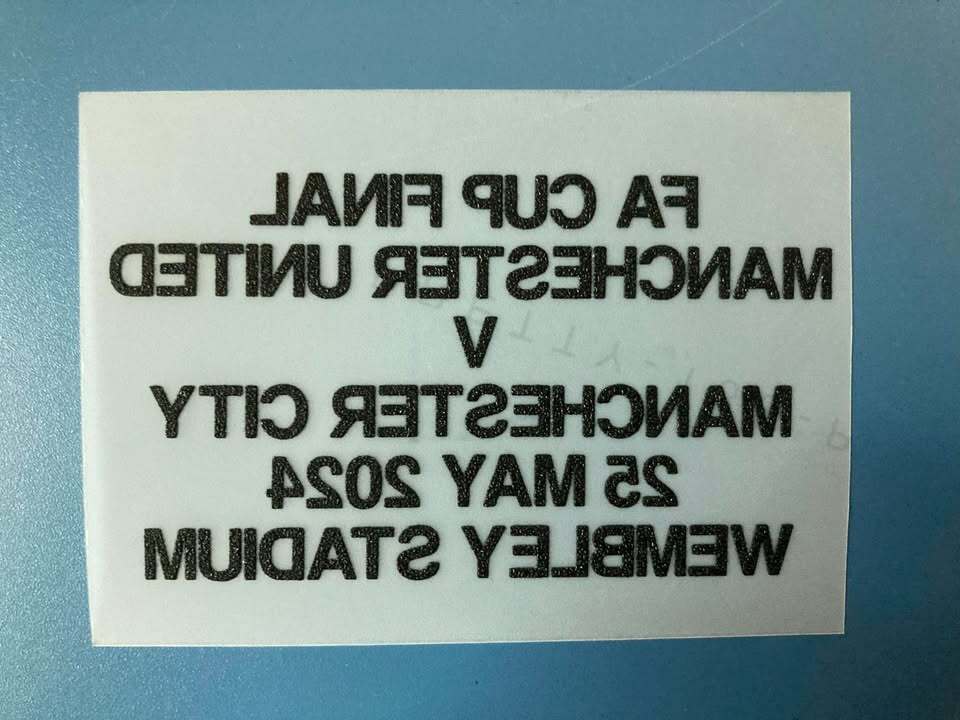 FA CUP FINAL
MANCHESTER UNITED
V
MANCHESTER CITY
25 MAY 2024
WEMBLEY STADIUM